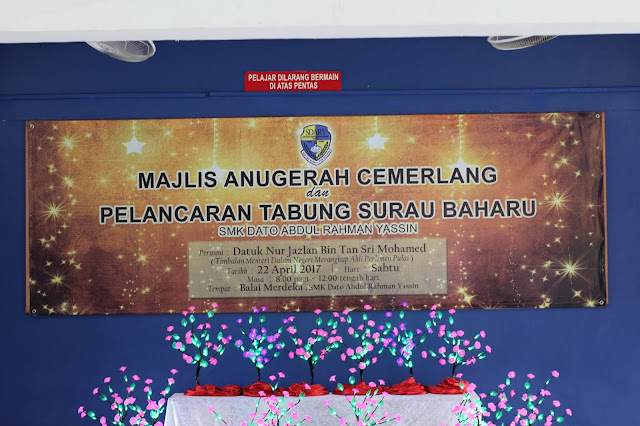 PELAJAR DILARANG BERMAIN
DI ATAS PENTAS
SDARY
MAJLIS ANUGERAH CEMERLANG
dan
PELANCARAN TABUNG SURAU BAHARU
SMK DATO ABDUL RAHMAN YASSIN
Perasmi : Datuk Nur Jazlan Bin Tan Sri Mohamed
( Timbalan Menteri Dalam Negeri Merangkap Ahli Parlimen Pulai )
Tarikh : 22 April 2017 | Hari : Sabtu
Masa : 8.00 pagi - 12.00 tengah hari
Tempat : Balai Merdeka , SMK Dato Abdul Rahman Yassin